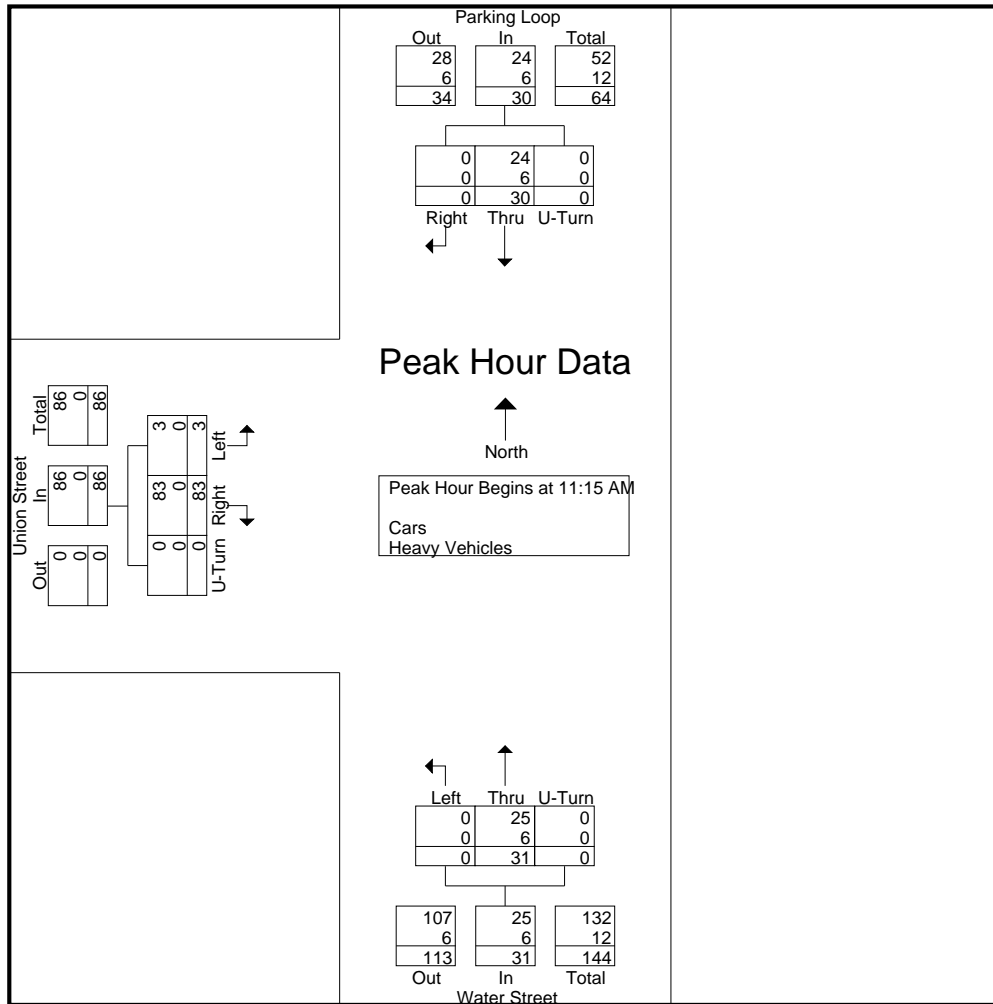 Parking Loop
Out In Total
28 24 52
6 6 12
34 30 64
0 24 0
0 6 0
0 30 0
Right Thru U-Turn
Peak Hour Data
North
Peak Hour Begins at 11:15 AM
Cars
Heavy Vehicles
Union Street
Out In Total
0 86 86
0 0 0
0 86 86
0 83 3
0 0 0
0 83 3
U-Turn Right Left
Left Thru U-Turn
0 25 0
0 6 0
0 31 0
107 25 132
6 6 12
113 31 144
Out In Total
Water Street